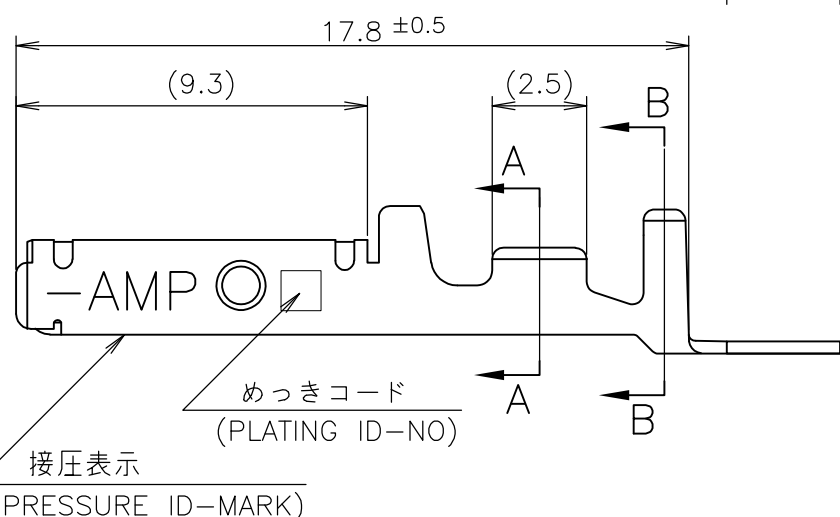 17.8 ±0.5
(9.3)
(2.5)
B
A
-AMP
A
B
めっきコード
(PLATING ID-NO)
接圧表示
PRESSURE ID-MARK)